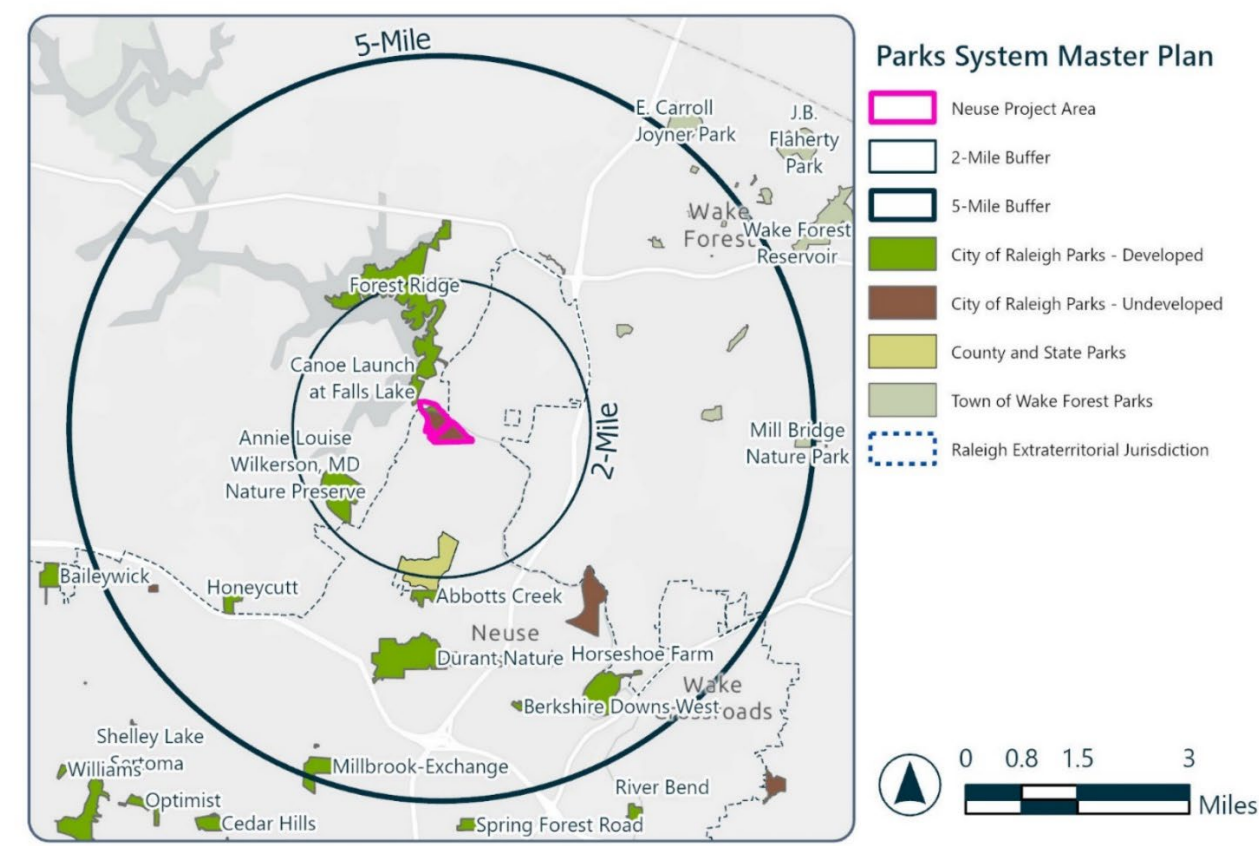 5-Mile
E. Carroll
Joyner Park
J.B.
Flaherty
Park
Wake
Forest
Wake Forest
Reservoir
Forest Ridge
Canoe Launch
at Falls Lake
2-Mile
Annie Louise
Wilkerson, MD
Nature Preserve
Mill Bridge
Nature Park
Baileywick
Honeycutt
Abbotts Creek
Neuse
Durant Nature
Horseshoe Farm
Wake
Crossroads
Berkshire Downs West
Shelley Lake
Sertoma
Williams
Millbrook-Exchange
Optimist
River Bend
Cedar Hills
Spring Forest Road
Parks System Master Plan
Neuse Project Area
2-Mile Buffer
5-Mile Buffer
City of Raleigh Parks - Developed
City of Raleigh Parks - Undeveloped
County and State Parks
Town of Wake Forest Parks
Raleigh Extraterritorial Jurisdiction
0 0.8 1.5 3
Miles